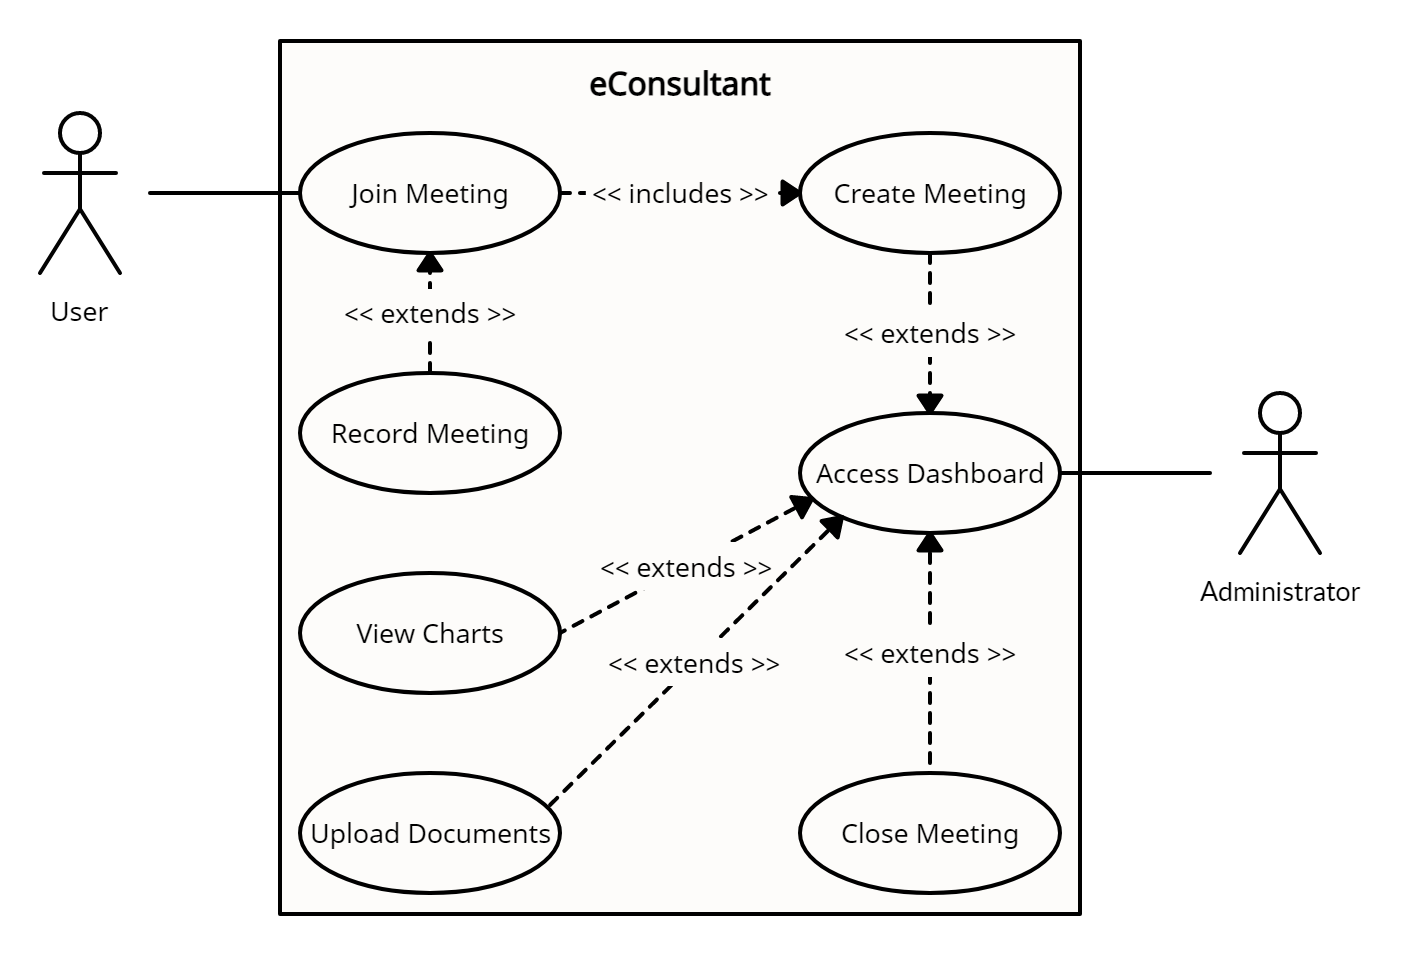 eConsultant
Join Meeting
<< includes >>
Create Meeting
User
<< extends >>
<< extends >>
Record Meeting
Access Dashboard
<< extends >>
Administrator
View Charts
<< extends >>
<< extends >>
Upload Documents
Close Meeting